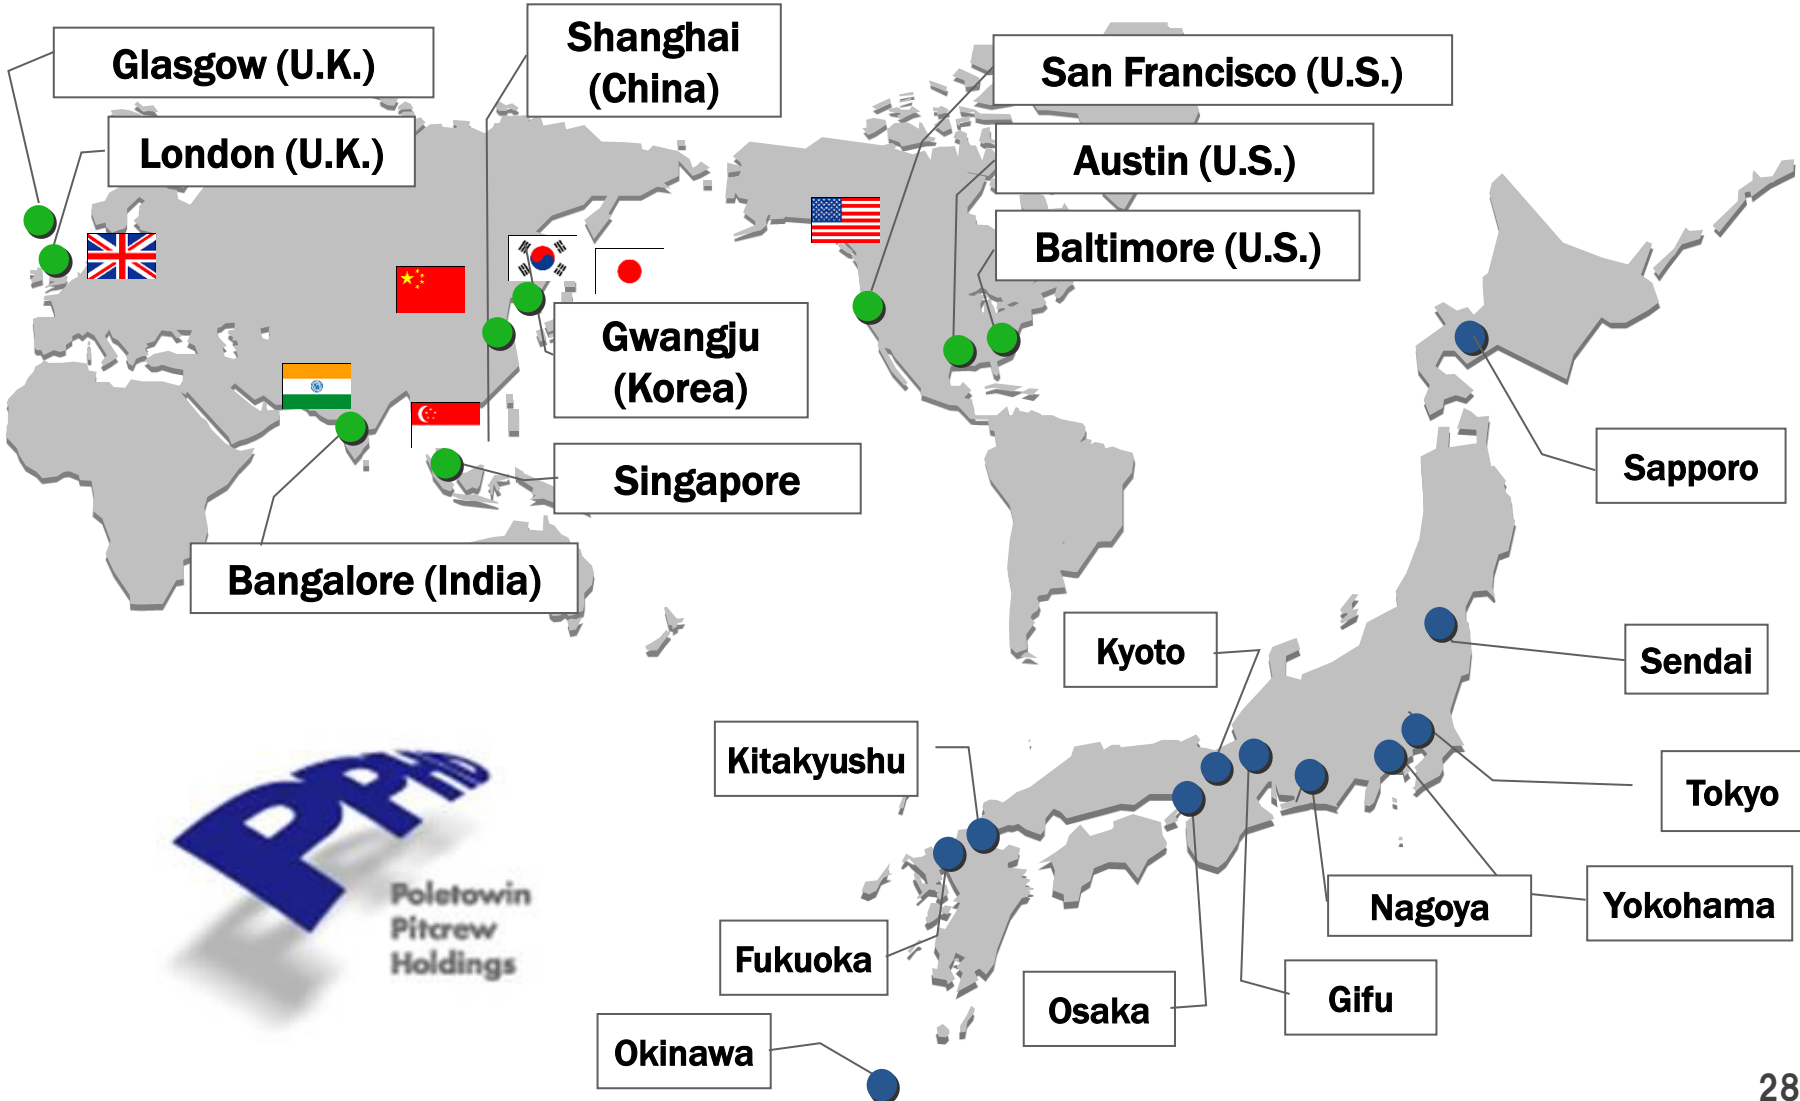 Glasgow (U.K.)
London (U.K.)
Shanghai
(China)
San Francisco (U.S.)
Austin (U.S.)
Baltimore (U.S.)
Gwangju
(Korea)
Singapore
Bangalore (India)
Sapporo
Sendai
Kyoto
Kitakyushu
Tokyo
Nagoya
Yokohama
Fukuoka
Osaka
Gifu
Okinawa
PPHD
Poletowin
Pitcrew
Holdings
28